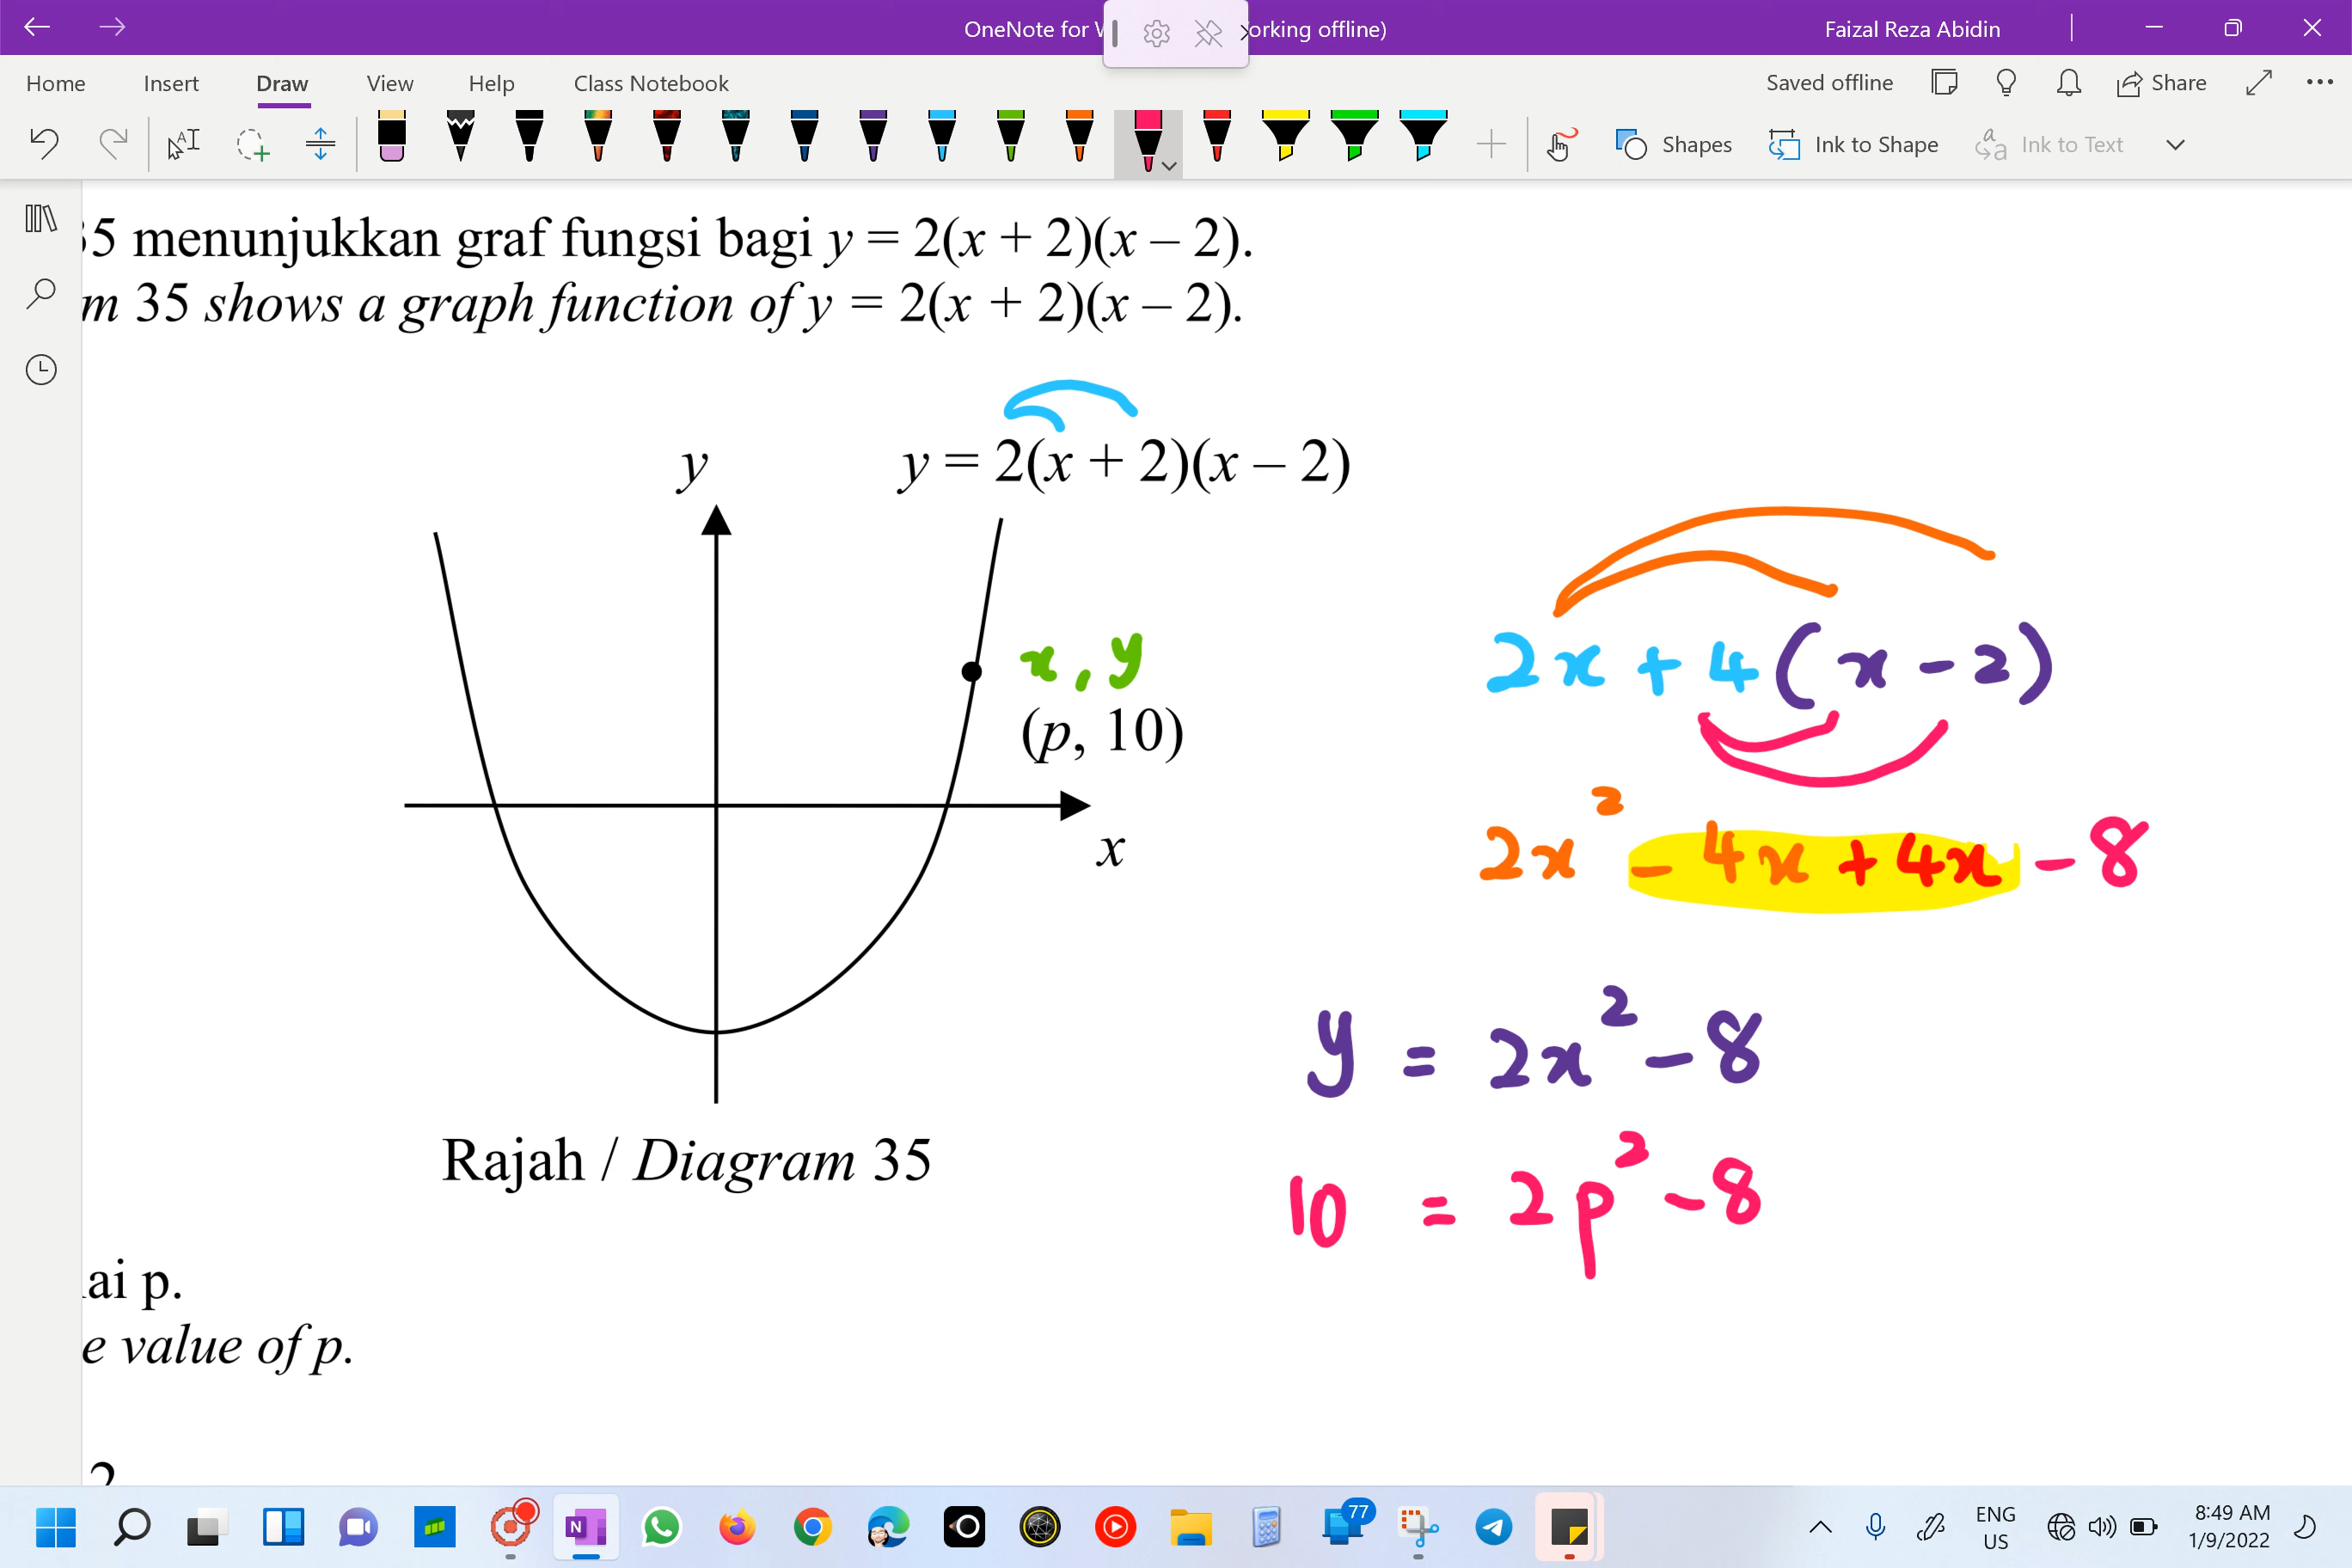 OneNote for W orking offline)
Faizal Reza Abidin
Home Insert Draw View Help Class Notebook
Saved offline Share
Shapes Ink to Shape Ink to Text
35 menunjukkan graf fungsi bagi y = 2(x + 2)(x – 2).
m 35 shows a graph function of y = 2(x + 2)(x – 2).
y
y = 2(x + 2)(x – 2)
x, y
(p, 10)
x
2x + 4(x - 2)
2x² - 4x + 4x - 8
y = 2x² - 8
10 = 2p² - 8
Rajah / Diagram 35
ai p.
e value of p.
2
77
ENG
US
8:49 AM
1/9/2022